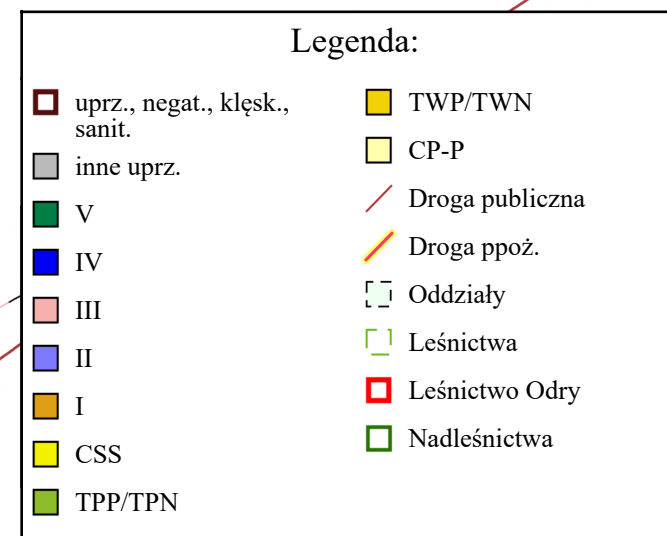 Legenda:
uprz., negat., klęsk.,
sanit.
inne uprz.
V
IV
III
II
I
CSS
TPP/TPN
TWP/TWN
CP-P
Droga publiczna
Droga ppoż.
Oddziały
Leśnictwa
Leśnictwo Odry
Nadleśnictwa